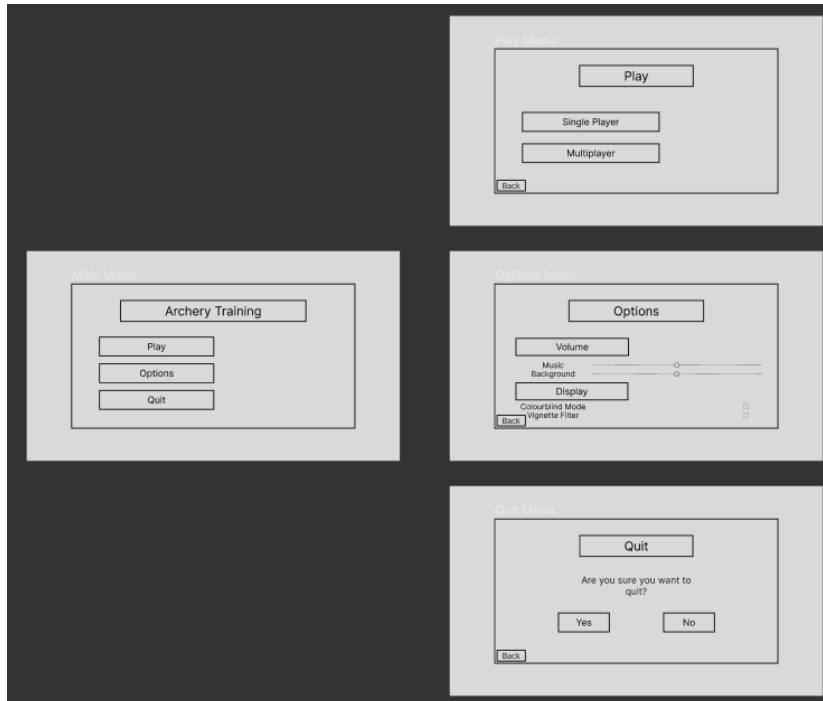 Play Menu
Play
Single Player
Multiplayer
Back
Main Menu
Archery Training
Play
Options
Quit
Options Menu
Options
Volume
Music
Background
Display
Colourblind Mode
Vignette Filter
Back
Quit Menu
Quit
Are you sure you want to
quit?
Yes
No
Back